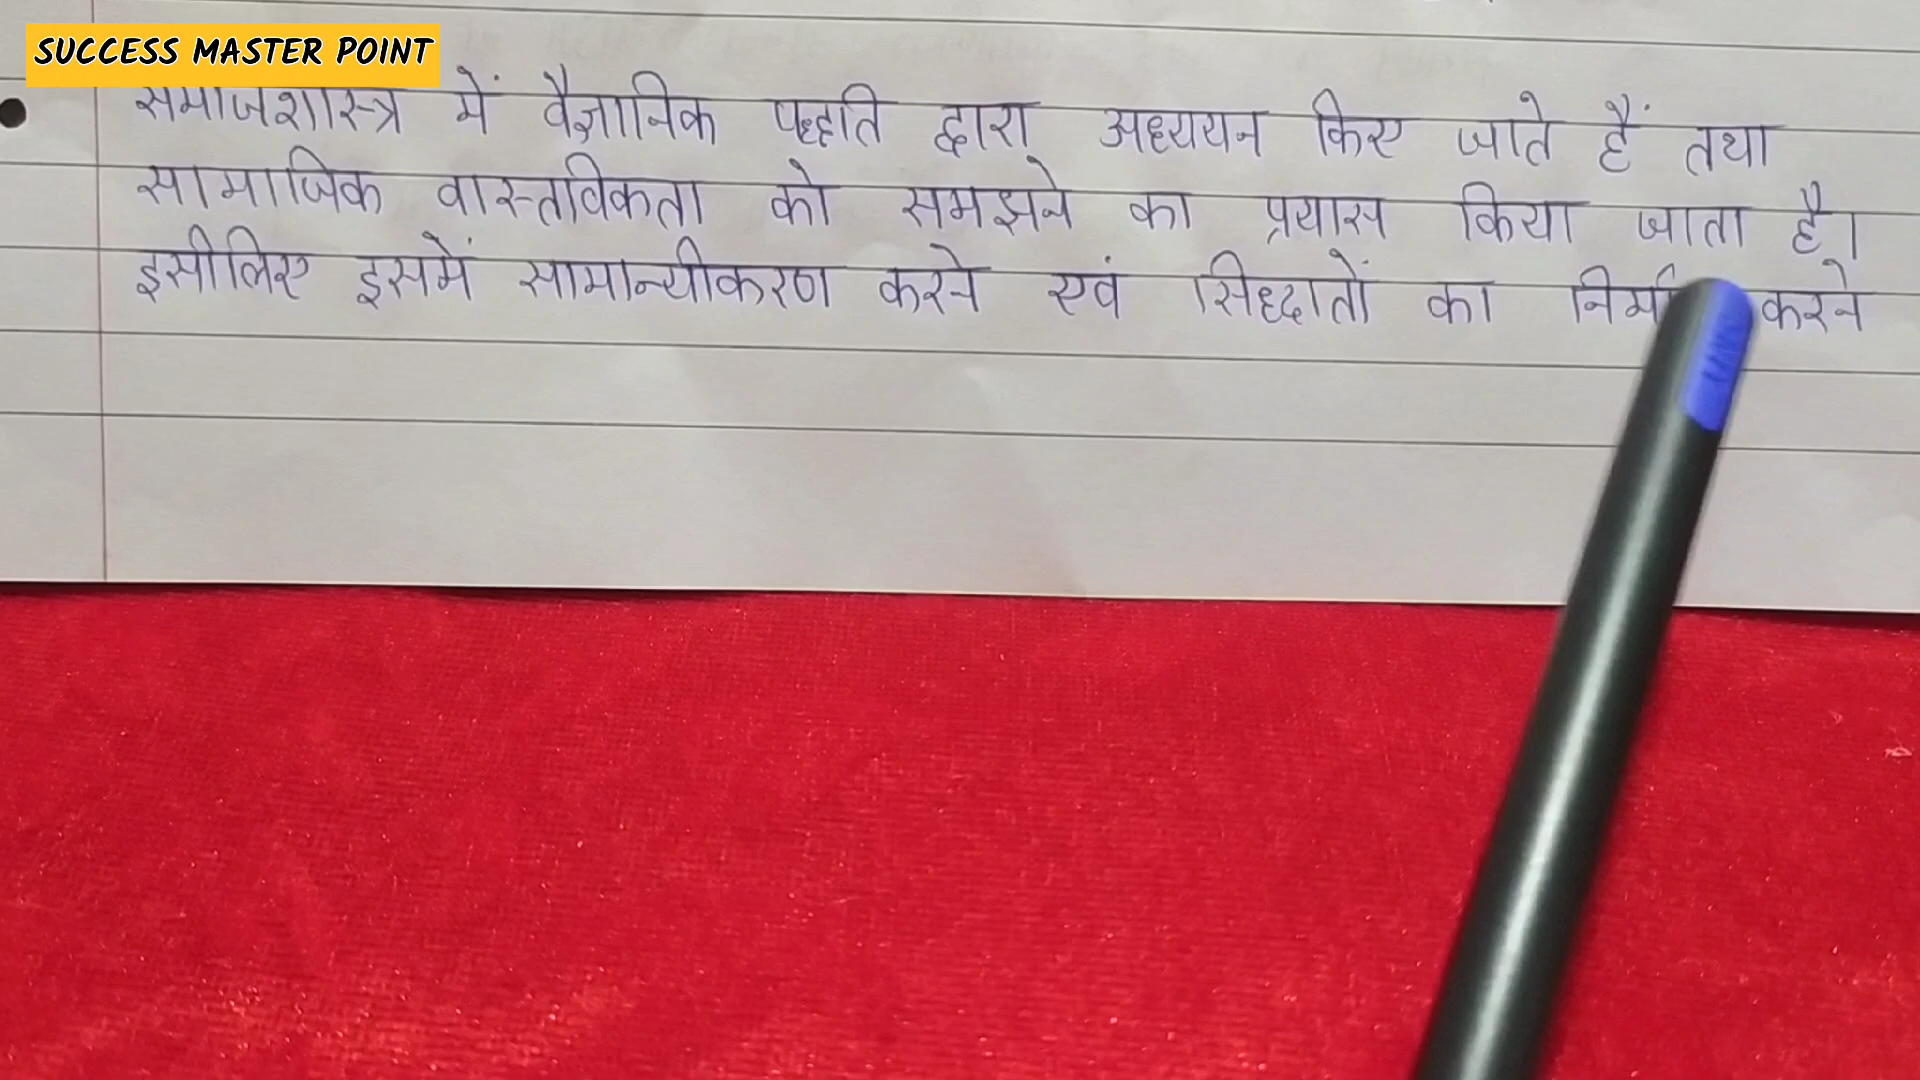 SUCCESS MASTER POINT
समाजशास्त्र में वैज्ञानिक पद्धति द्वारा अध्ययन किए जाते हैं तथा
सामाजिक वास्तविकता को समझने का प्रयास किया जाता है।
इसीलिए इसमें सामान्यीकरण करने एवं सिध्दातों का करने